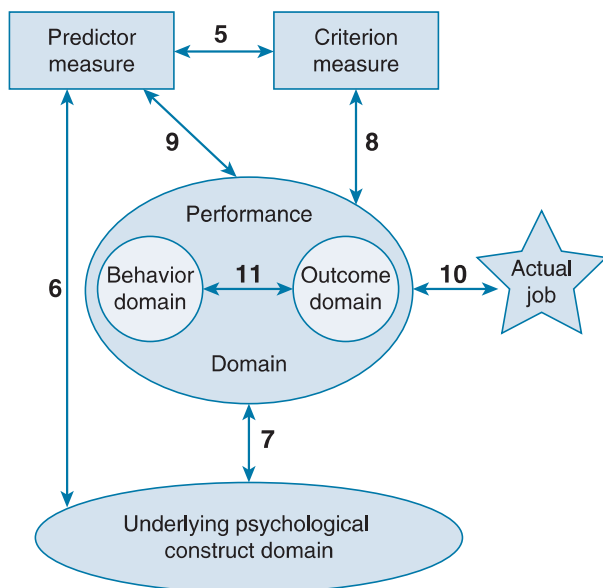 Predictor
measure
5
Criterion
measure
9
8
Performance
6
Behavior
domain
11
Outcome
domain
10
Actual
job
Domain
7
Underlying psychological
construct domain